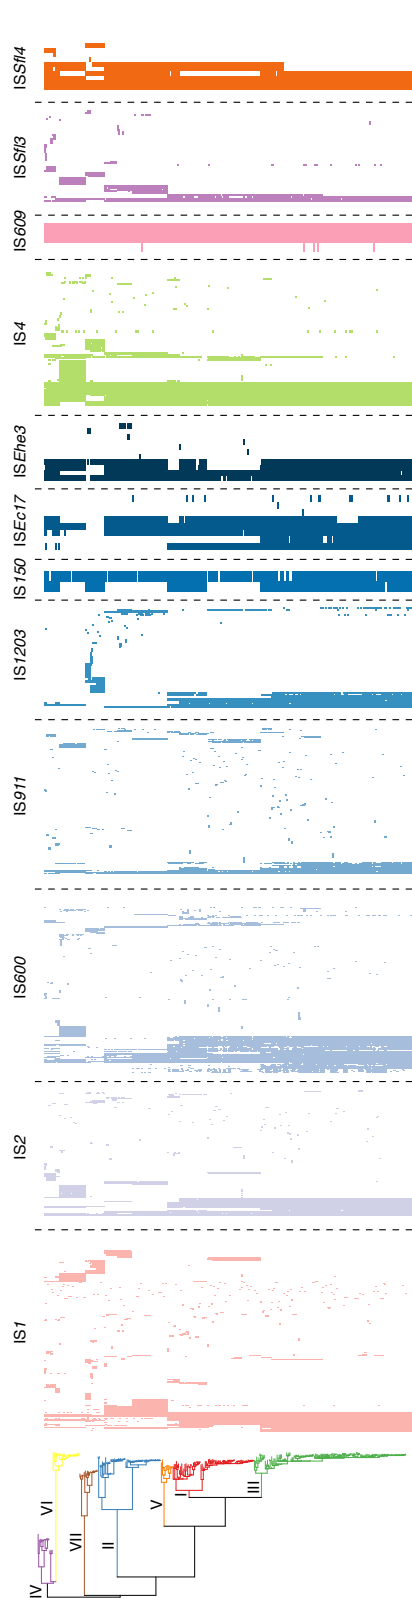 ISSfl4
ISSfl3
IS609
IS4
ISEhe3
ISEc17
IS150
IS1203
IS911
IS600
IS2
IS1
IV
VI
VII
II
V
I
III